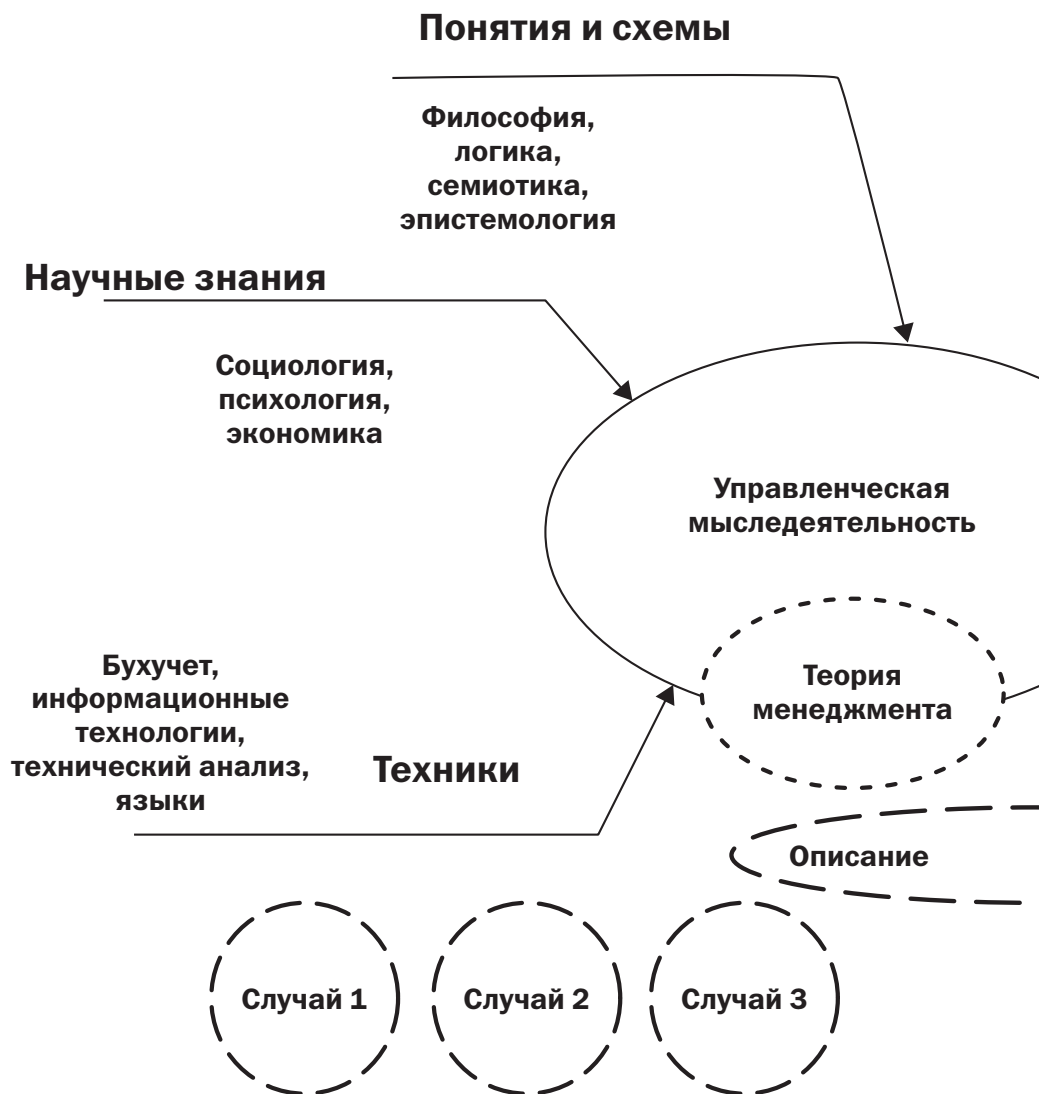 Понятия и схемы
Философия,
логика,
семиотика,
эпистемология
Научные знания
Социология,
психология,
экономика
Управленческая
мыследеятельность
Теория
менеджмента
Бухучет,
информационные
технологии,
технический анализ,
языки
Техники
Описание
Случай 1
Случай 2
Случай 3